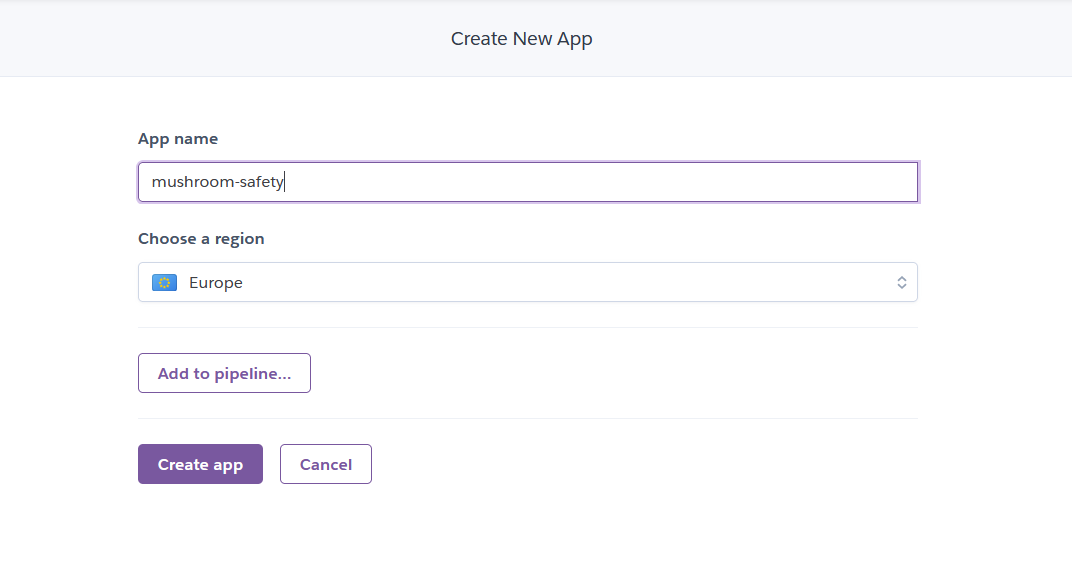 Create New App
App name
mushroom-safety
Choose a region
Europe
Add to pipeline...
Create app
Cancel